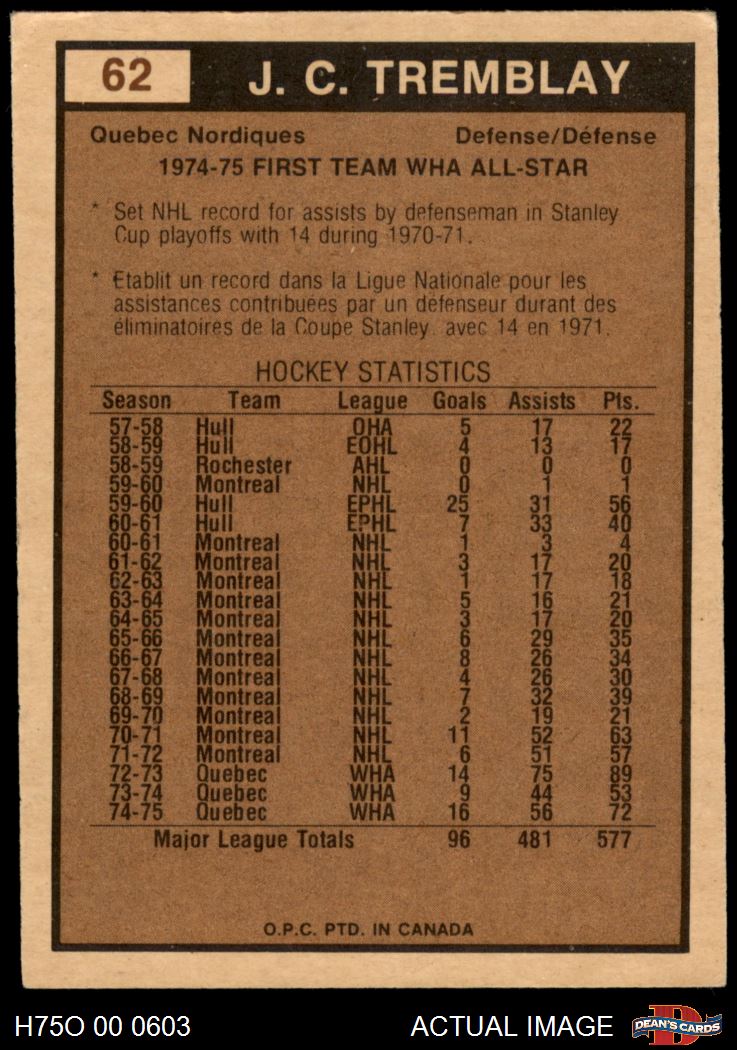 62 J. C. TREMBLAY
Quebec Nordiques Defense/Défense
1974-75 FIRST TEAM WHA ALL-STAR
* Set NHL record for assists by defenseman in Stanley
Cup playoffs with 14 during 1970-71.
* Etablit un record dans la Ligue Nationale pour les
assistances contribuées par un défenseur durant des
éliminatoires de la Coupe Stanley. avec 14 en 1971.
HOCKEY STATISTICS
Season Team League Goals Assists Pts.
57-58 Hull OHA 5 17 22
58-59 Hull EOHL 4 13 17
58-59 Rochester AHL 0 0 0
59-60 Montreal NHL 0 1 1
59-60 Hull EPHL 25 31 56
60-61 Hull EPHL 7 33 40
60-61 Montreal NHL 1 3 4
61-62 Montreal NHL 3 17 20
62-63 Montreal NHL 1 17 18
63-64 Montreal NHL 5 16 21
64-65 Montreal NHL 3 17 20
65-66 Montreal NHL 6 29 35
66-67 Montreal NHL 8 26 34
67-68 Montreal NHL 4 26 30
68-69 Montreal NHL 7 32 39
69-70 Montreal NHL 2 19 21
70-71 Montreal NHL 11 52 63
71-72 Montreal NHL 6 51 57
72-73 Quebec WHA 14 75 89
73-74 Quebec WHA 9 44 53
74-75 Quebec WHA 16 56 72
Major League Totals 96 481 577
O.P.C. PTD. IN CANADA
H75O 00 0603 ACTUAL IMAGE D DEAN'S CARDS